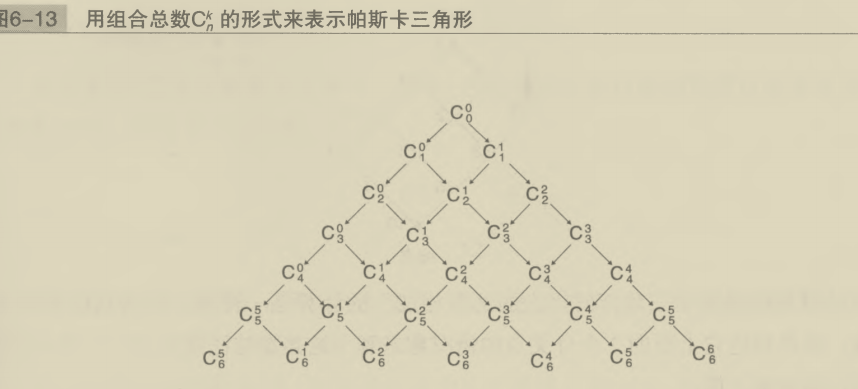 图6-13 用组合总数C_n^k 的形式来表示帕斯卡三角形
C_0^0
C_1^0 C_1^1
C_2^0 C_2^1 C_2^2
C_3^0 C_3^1 C_3^2 C_3^3
C_4^0 C_4^1 C_4^2 C_4^3 C_4^4
C_5^5 C_5^1 C_5^2 C_5^3 C_5^4 C_5^5
C_6^5 C_6^1 C_6^2 C_6^3 C_6^4 C_6^5 C_6^6